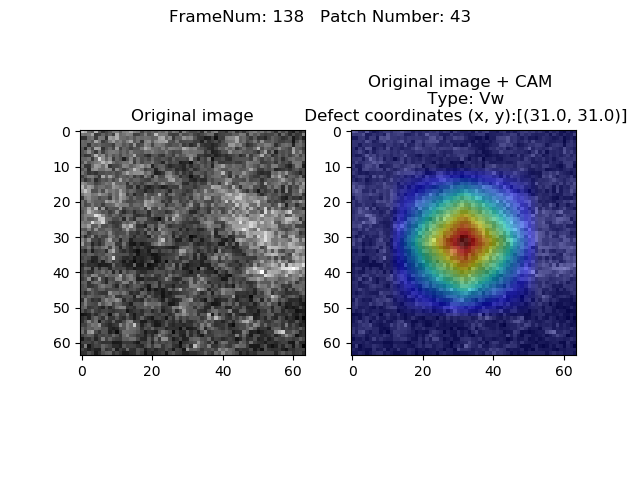 FrameNum: 138   Patch Number: 43
Original image
Original image + CAM
Type: Vw
Defect coordinates (x, y):[(31.0, 31.0)]
0
10
20
30
40
50
60
0 20 40 60
0
10
20
30
40
50
60
0 20 40 60